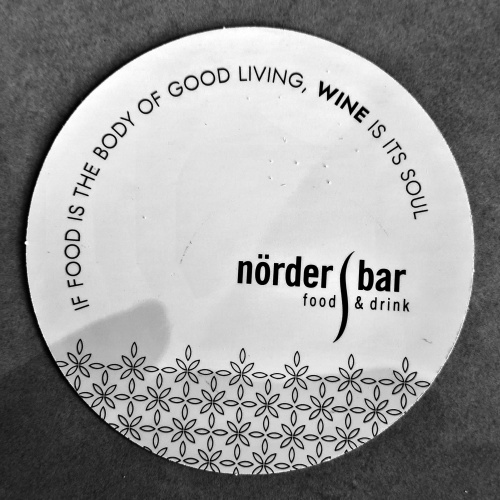 IF FOOD IS THE BODY OF GOOD LIVING, WINE IS ITS SOUL
nörder bar
food & drink